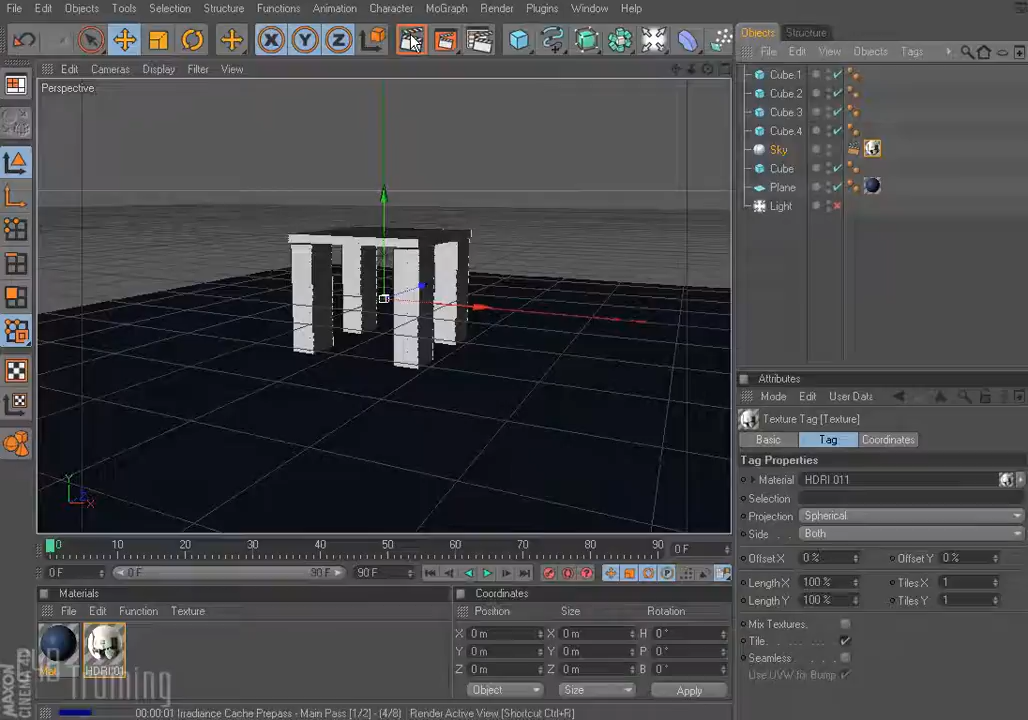 File Edit Objects Tools Selection Structure Functions Animation Character MoGraph Render Plugins Window Help
X Y Z
Objects Structure
File Edit View Objects Tags
Edit Cameras Display Filter View
Perspective
Cube.1
Cube.2
Cube.3
Cube.4
Sky
Cube
Plane
Light
Y
Z X
Attributes
Mode Edit User Data
Texture Tag [Texture]
Basic Tag Coordinates
Tag Properties
Material HDRI 011
Selection
Projection Spherical
Side Both
Offset X 0 % Offset Y 0 %
Length X 100 % Tiles X 1
Length Y 100 % Tiles Y 1
Mix Textures
Tile
Seamless
Use UVW for Bump
0 10 20 30 40 50 60 70 80 90 0 F
0 F 0 F 90 F 90 F
Materials
File Edit Function Texture
Mat HDRI 01
Coordinates
Position Size Rotation
X 0 m X 0 m H 0 °
Y 0 m Y 0 m P 0 °
Z 0 m Z 0 m B 0 °
Object Size Apply
MAXON
CINEMA 4D
Training
00:00:01 Irradiance Cache Prepass - Main Pass [1/2] - (4/8) Render Active View [Shortcut Ctrl+R]